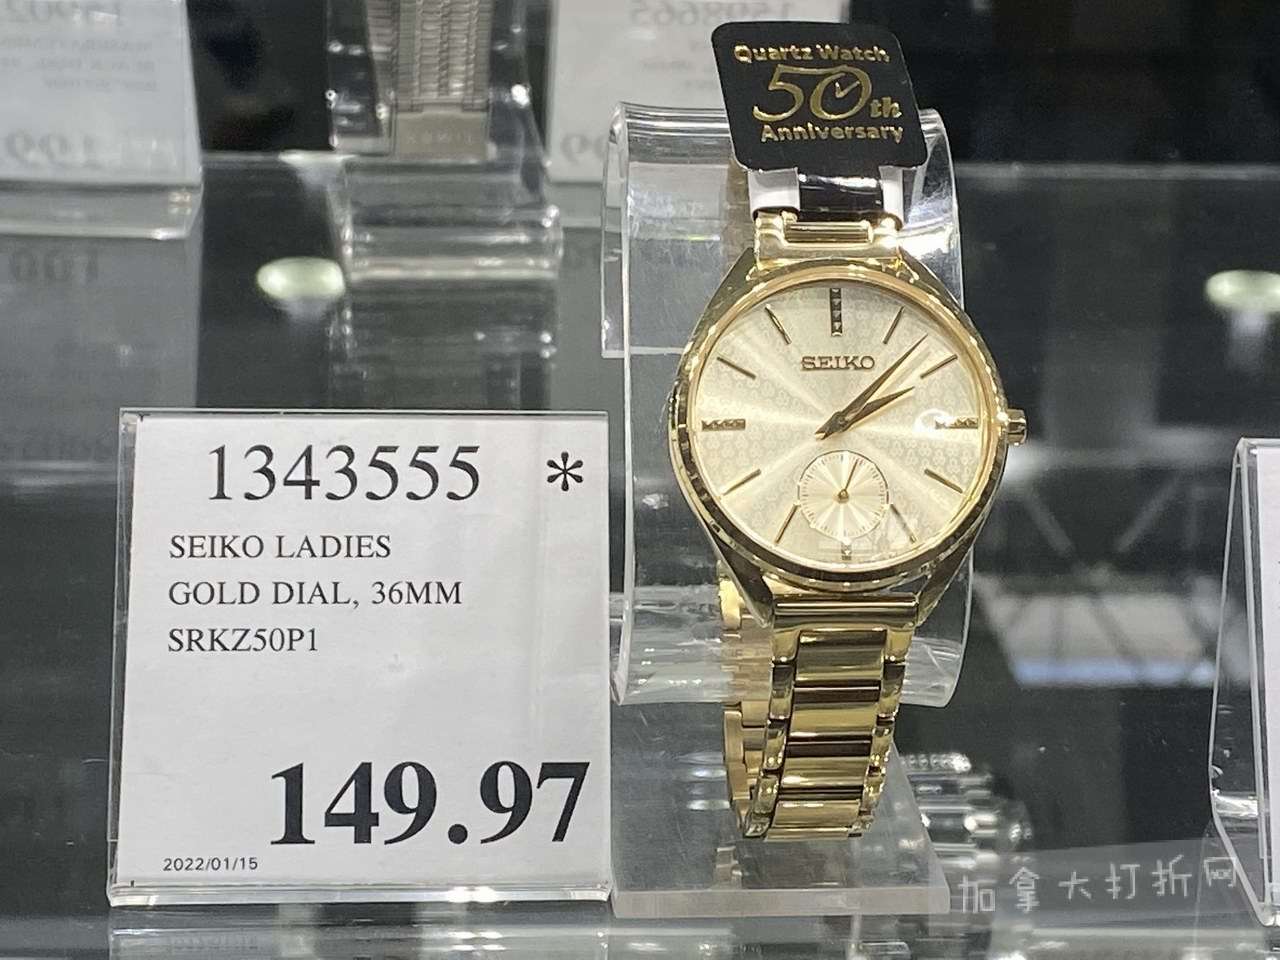 Quartz Watch
50th
Anniversary
SEIKO
1343555 *
SEIKO LADIES
GOLD DIAL, 36MM
SRKZ50P1
149.97
2022/01/15
加拿大打折网